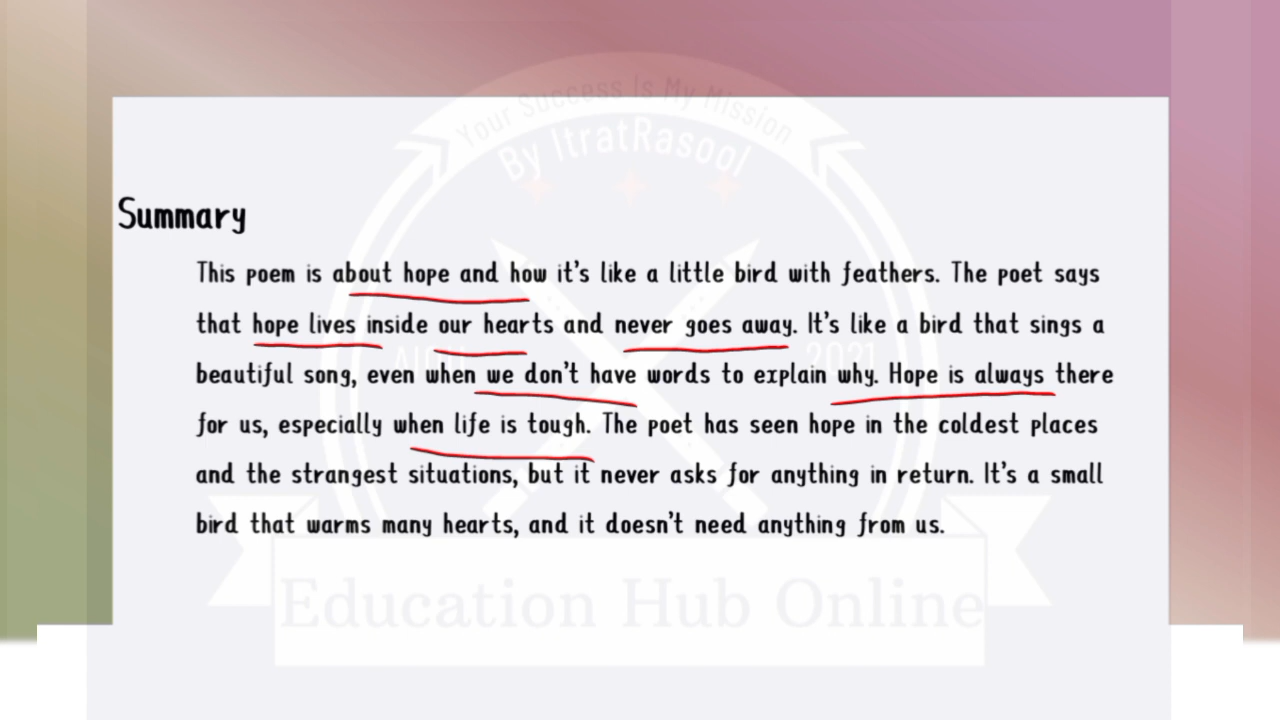 Your Success Is My Mission
By ItratRasool
Summary
This poem is about hope and how it's like a little bird with feathers. The poet says
that hope lives inside our hearts and never goes away. It's like a bird that sings a
beautiful song, even when we don't have words to explain why. Hope is always there
for us, especially when life is tough. The poet has seen hope in the coldest places
and the strangest situations, but it never asks for anything in return. It's a small
bird that warms many hearts, and it doesn't need anything from us.
2021
Education Hub Online